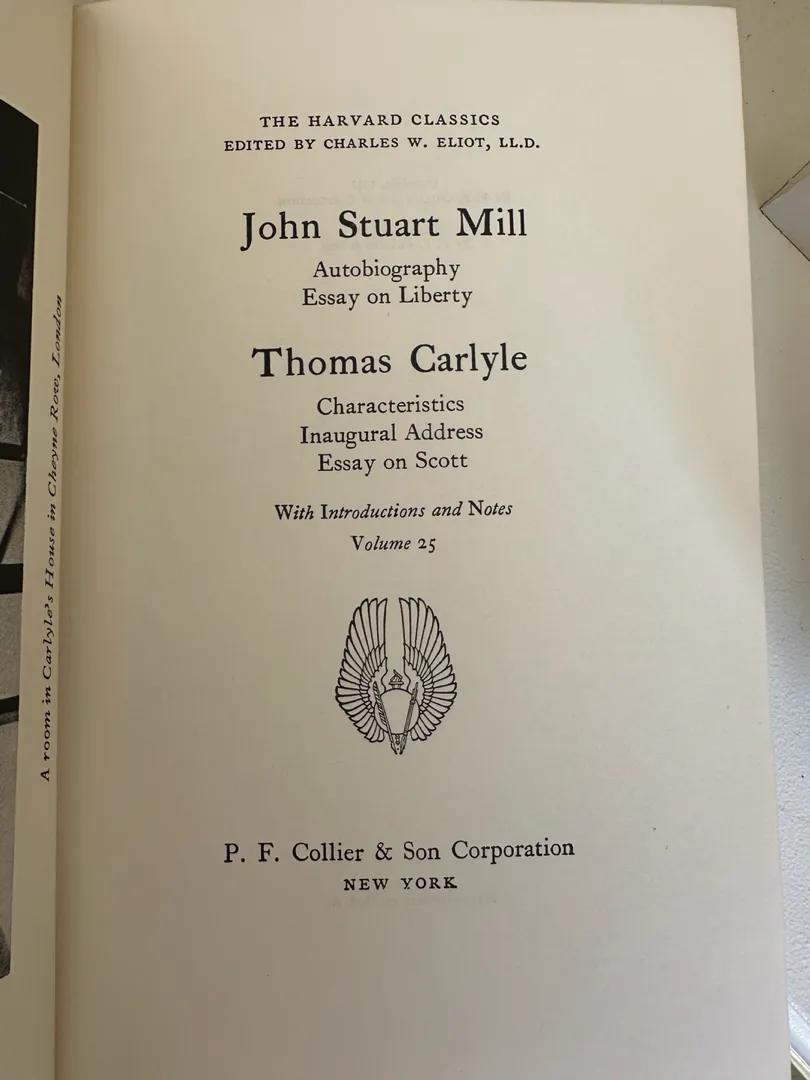 THE HARVARD CLASSICS
EDITED BY CHARLES W. ELIOT, LL.D.
John Stuart Mill
Autobiography
Essay on Liberty
Thomas Carlyle
Characteristics
Inaugural Address
Essay on Scott
With Introductions and Notes
Volume 25
P. F. Collier & Son Corporation
NEW YORK
A room in Carlyle's House in Cheyne Row, London